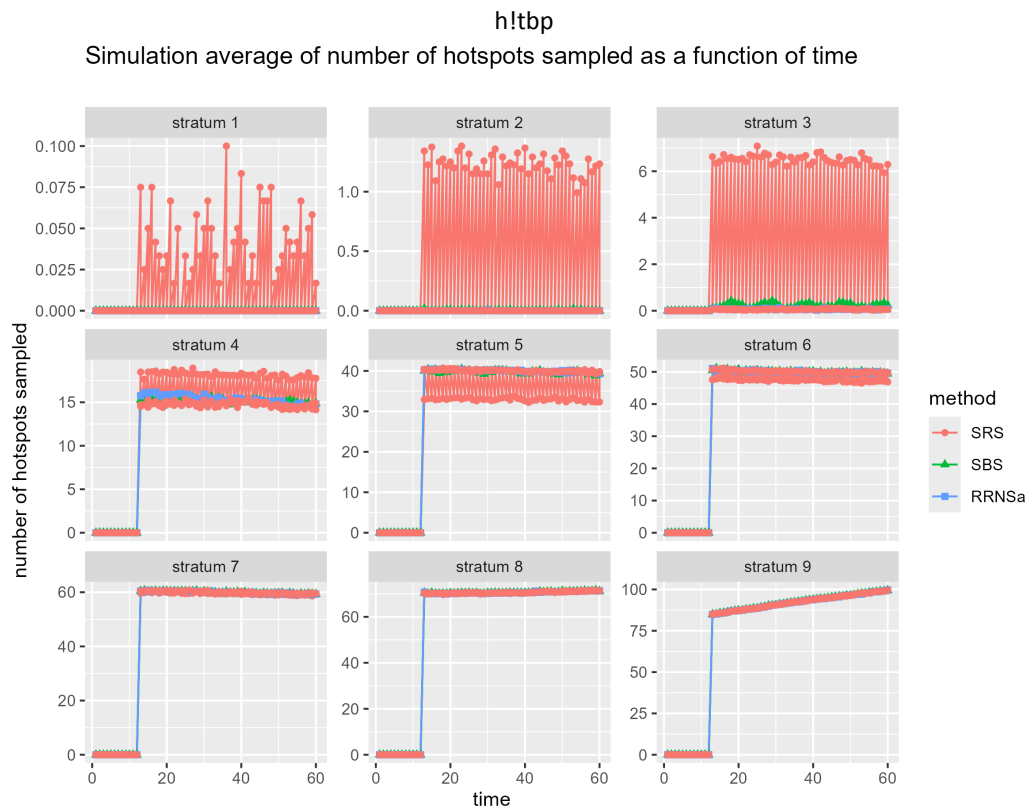 h!tbp
Simulation average of number of hotspots sampled as a function of time
stratum 1
stratum 2
stratum 3
0.100
0.075
0.050
0.025
0.000
1.0
0.5
0.0
6
4
2
0
stratum 4
stratum 5
stratum 6
15
10
5
0
40
30
20
10
0
50
40
30
20
10
0
stratum 7
stratum 8
stratum 9
60
40
20
0
60
40
20
0
100
75
50
25
0
0 20 40 60
0 20 40 60
0 20 40 60
time
number of hotspots sampled
method
SRS
SBS
RRNSa